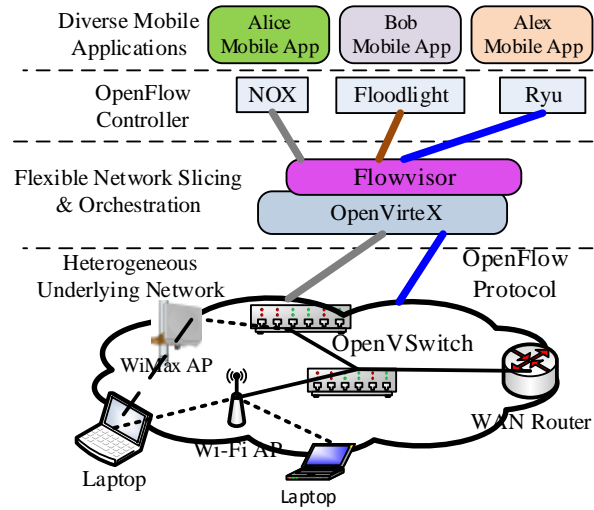 Diverse Mobile
Applications
Alice
Mobile App
Bob
Mobile App
Alex
Mobile App
OpenFlow
Controller
NOX
Floodlight
Ryu
Flexible Network Slicing
& Orchestration
Flowvisor
OpenVirteX
Heterogeneous
Underlying Network
OpenFlow
Protocol
OpenVSwitch
WiMax AP
WAN Router
Wi-Fi AP
Laptop
Laptop